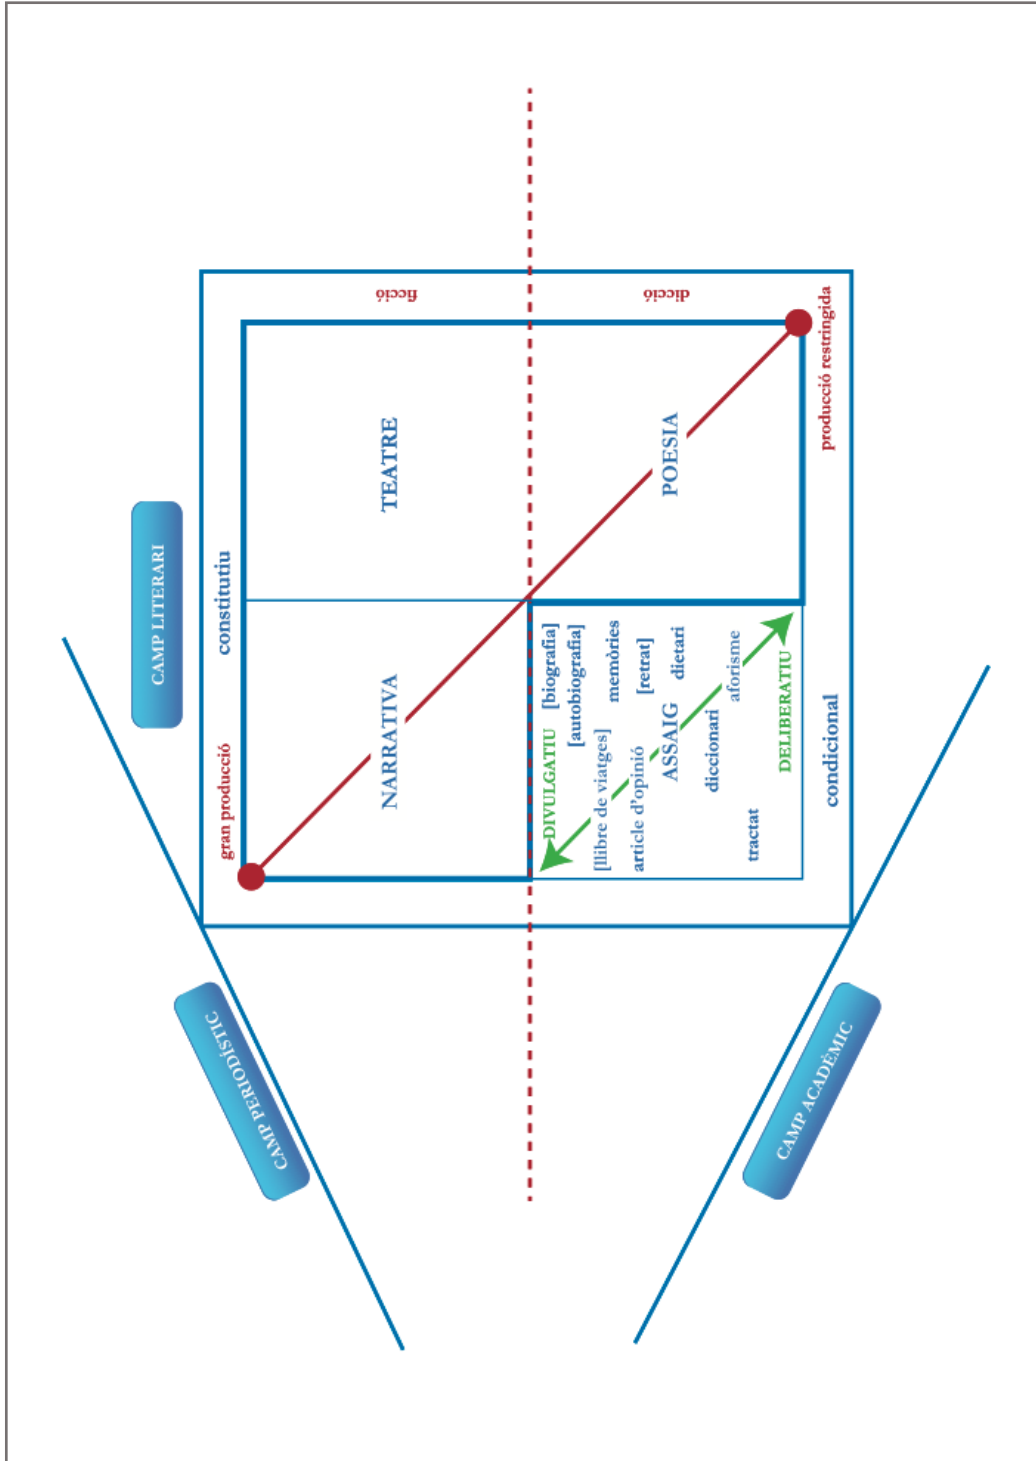 CAMP LITERARI
gran producció
constitutiu
NARRATIVA
TEATRE
ficció
dicció
DIVULGATIU
[biografia]
[autobiografia]
[llibre de viatges]
memòries
article d'opinió
[retrat]
ASSAIG
dietari
diccionari
aforisme
tractat
DELIBERATIU
POESIA
condicional
producció restringida
CAMP PERIODÍSTIC
CAMP ACADÈMIC